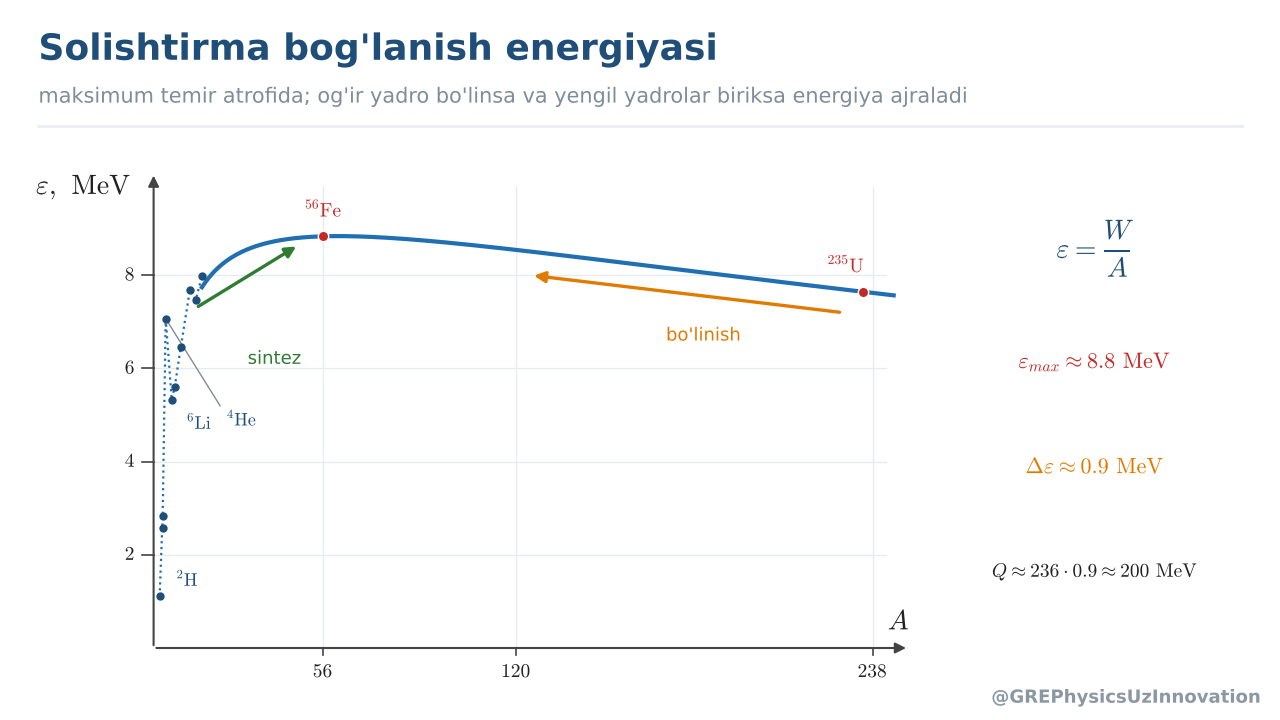 Solishtirma bog'lanish energiyasi
maksimum temir atrofida; og'ir yadro bo'linsa va yengil yadrolar biriksa energiya ajraladi
ε, MeV
⁵⁶Fe
²³⁵U
8
bo'linish
sintez
6
⁶Li
⁴He
4
2
²H
A
56
120
238
ε = W/A
ε_max ≈ 8.8 MeV
Δε ≈ 0.9 MeV
Q ≈ 236 · 0.9 ≈ 200 MeV
@GREPhysicsUzInnovation